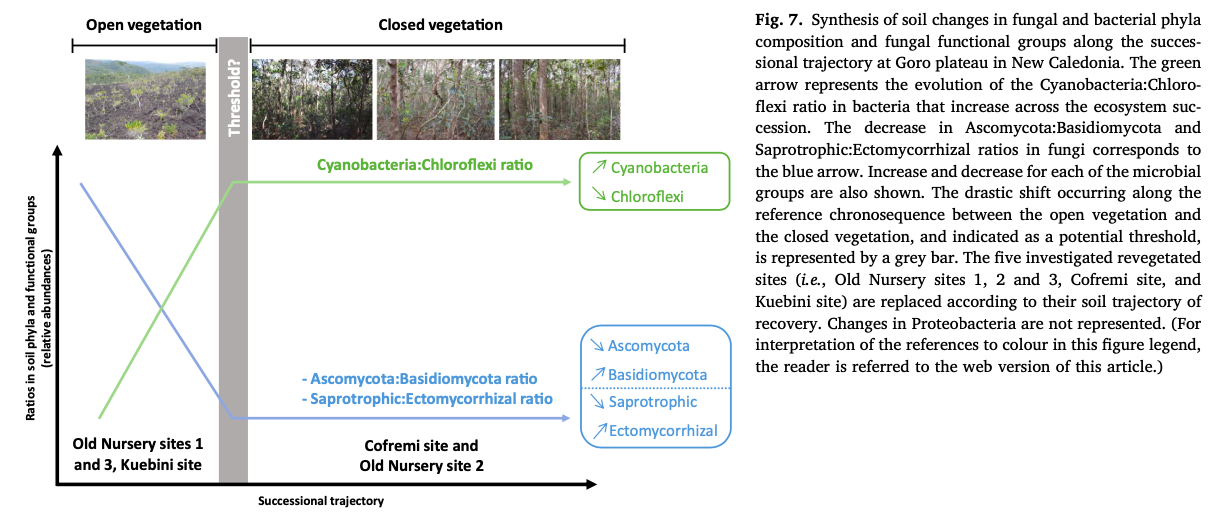 Open vegetation
Closed vegetation
Threshold?
Ratios in soil phyla and functional groups
(relative abundances)
Cyanobacteria:Chloroflexi ratio
↗ Cyanobacteria
↘ Chloroflexi
- Ascomycota:Basidiomycota ratio
- Saprotrophic:Ectomycorrhizal ratio
↘ Ascomycota
↗ Basidiomycota
↘ Saprotrophic
↗ Ectomycorrhizal
Old Nursery sites 1
and 3, Kuebini site
Cofremi site and
Old Nursery site 2
Successional trajectory
Fig. 7. Synthesis of soil changes in fungal and bacterial phyla
composition and fungal functional groups along the succes-
sional trajectory at Goro plateau in New Caledonia. The green
arrow represents the evolution of the Cyanobacteria:Chloro-
flexi ratio in bacteria that increase across the ecosystem suc-
cession. The decrease in Ascomycota:Basidiomycota and
Saprotrophic:Ectomycorrhizal ratios in fungi corresponds to
the blue arrow. Increase and decrease for each of the microbial
groups are also shown. The drastic shift occurring along the
reference chronosequence between the open vegetation and
the closed vegetation, and indicated as a potential threshold,
is represented by a grey bar. The five investigated revegetated
sites (i.e., Old Nursery sites 1, 2 and 3, Cofremi site, and
Kuebini site) are replaced according to their soil trajectory of
recovery. Changes in Proteobacteria are not represented. (For
interpretation of the references to colour in this figure legend,
the reader is referred to the web version of this article.)